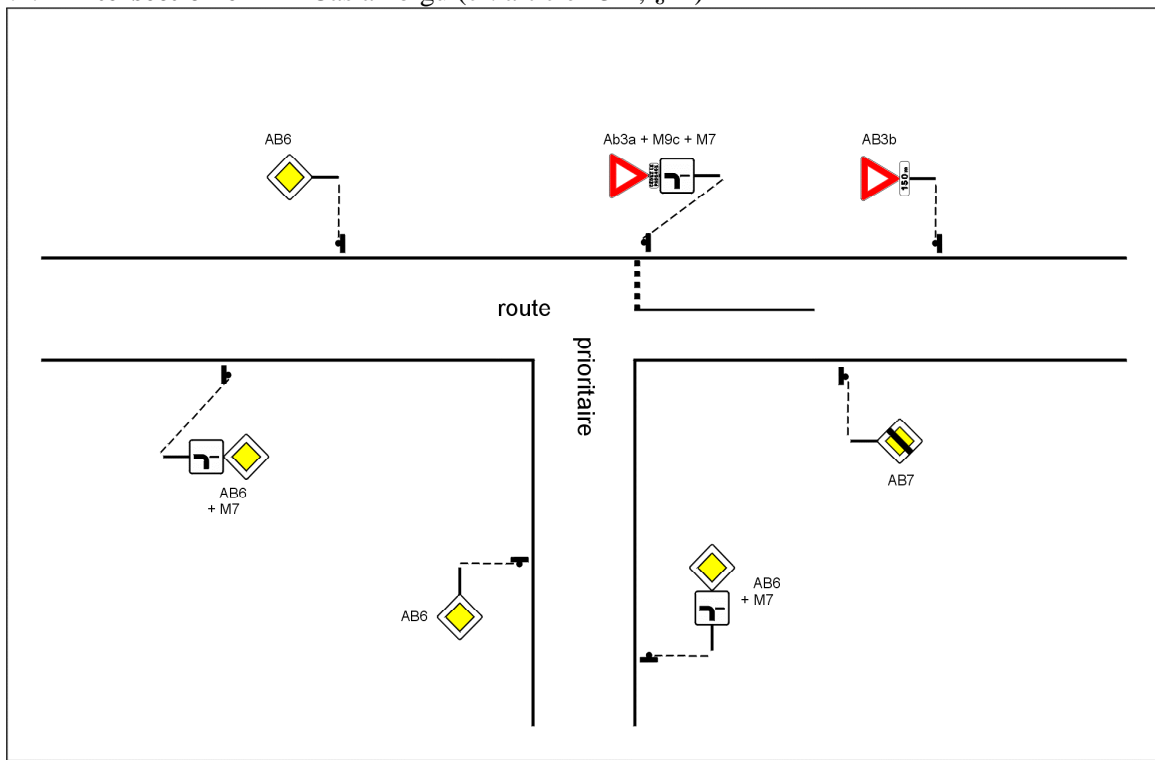 AB6
Ab3a + M9c + M7
AB3b
150 m
route
prioritaire
AB6
+ M7
AB7
AB6
AB6
+ M7